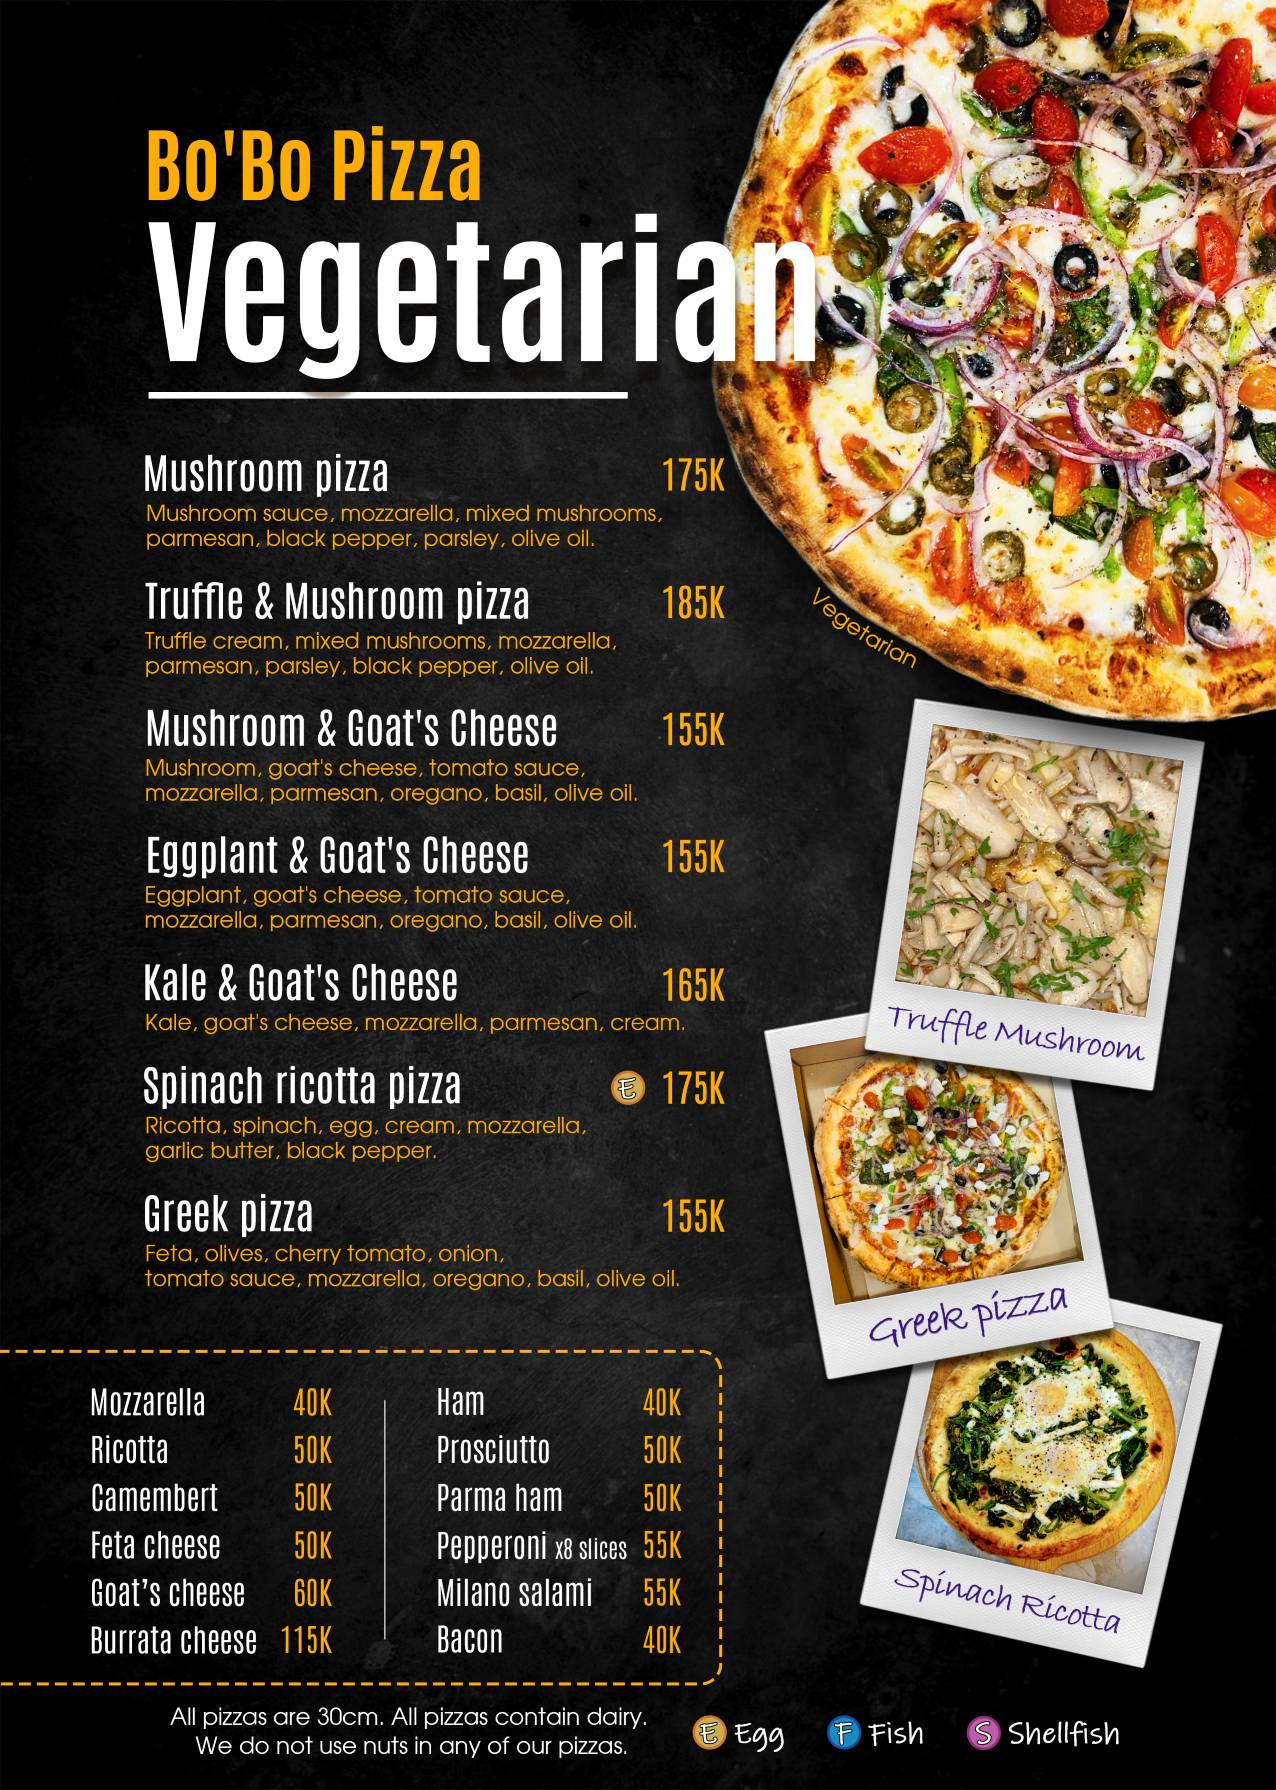 Bo'Bo Pizza
Vegetarian
Mushroom pizza 175K
Mushroom sauce, mozzarella, mixed mushrooms,
parmesan, black pepper, parsley, olive oil.
Truffle & Mushroom pizza 185K
Truffle cream, mixed mushrooms, mozzarella,
parmesan, parsley, black pepper, olive oil.
Mushroom & Goat's Cheese 155K
Mushroom, goat's cheese, tomato sauce,
mozzarella, parmesan, oregano, basil, olive oil.
Eggplant & Goat's Cheese 155K
Eggplant, goat's cheese, tomato sauce,
mozzarella, parmesan, oregano, basil, olive oil.
Kale & Goat's Cheese 165K
Kale, goat's cheese, mozzarella, parmesan, cream.
Spinach ricotta pizza E 175K
Ricotta, spinach, egg, cream, mozzarella,
garlic butter, black pepper.
Greek pizza 155K
Feta, olives, cherry tomato, onion,
tomato sauce, mozzarella, oregano, basil, olive oil.
Vegetarian
Truffle Mushroom
Greek pizza
Spinach Ricotta
Mozzarella 40K
Ricotta 50K
Camembert 50K
Feta cheese 50K
Goat’s cheese 60K
Burrata cheese 115K
Ham 40K
Prosciutto 50K
Parma ham 50K
Pepperoni x8 slices 55K
Milano salami 55K
Bacon 40K
All pizzas are 30cm. All pizzas contain dairy.
We do not use nuts in any of our pizzas.
E Egg F Fish S Shellfish